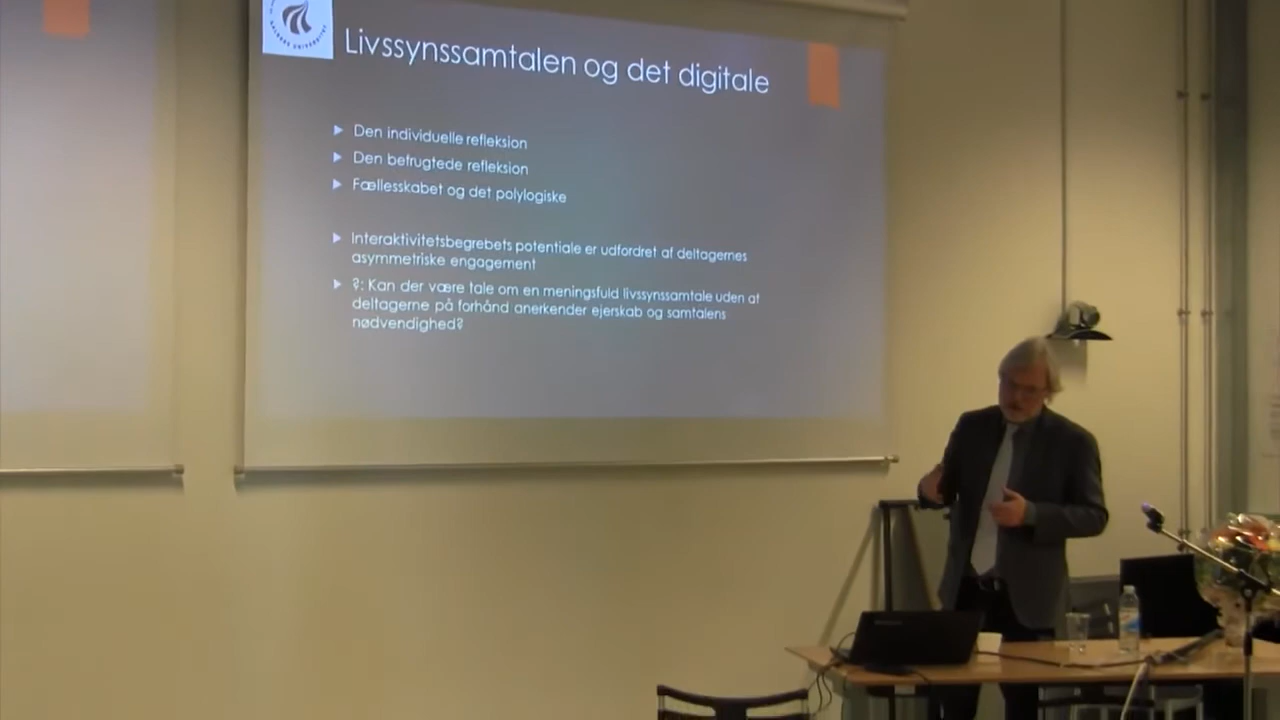 AALBORG UNIVERSITET
Livssynssamtalen og det digitale
Den individuelle refleksion
Den befrugtede refleksion
Fællesskabet og det polylogiske
Interaktivitetsbegrebets potentiale er udfordret af deltagernes
asymmetriske engagement
?: Kan der være tale om en meningsfuld livssynssamtale uden at
deltagerne på forhånd anerkender ejerskab og samtalens
nødvendighed?